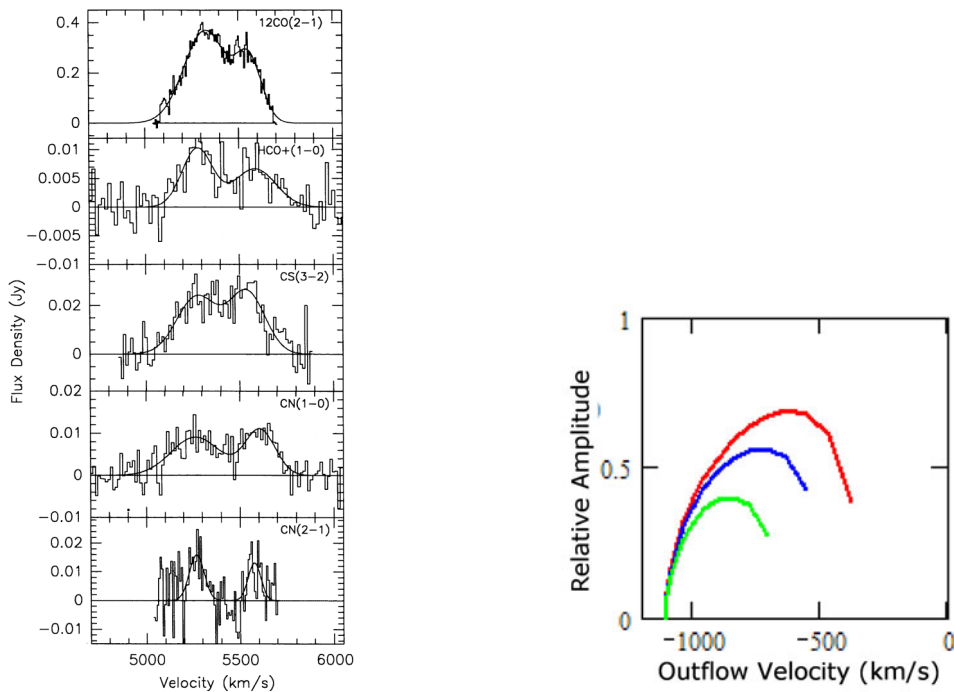 12CO(2-1)
0.4
0.2
0
HCO+(1-0)
0.01
0.005
0
-0.005
-0.01
CS(3-2)
0.02
0
0.02
CN(1-0)
0.01
0
-0.01
CN(2-1)
0.02
0.01
0
-0.01
Flux Density (Jy)
5000 5500 6000
Velocity (km/s)
1
0.5
0
Relative Amplitude
-1000 -500 0
Outflow Velocity (km/s)